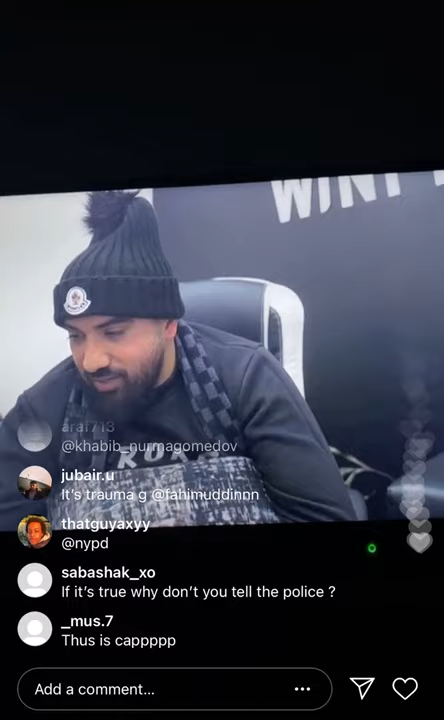 WINT
araf713
@khabib_nurmagomedov
jubair.u
It's trauma g @fahimuddinnn
thatguyaxyy
@nypd
sabashak_xo
If it's true why don't you tell the police ?
_mus.7
Thus is cappppp
Add a comment...